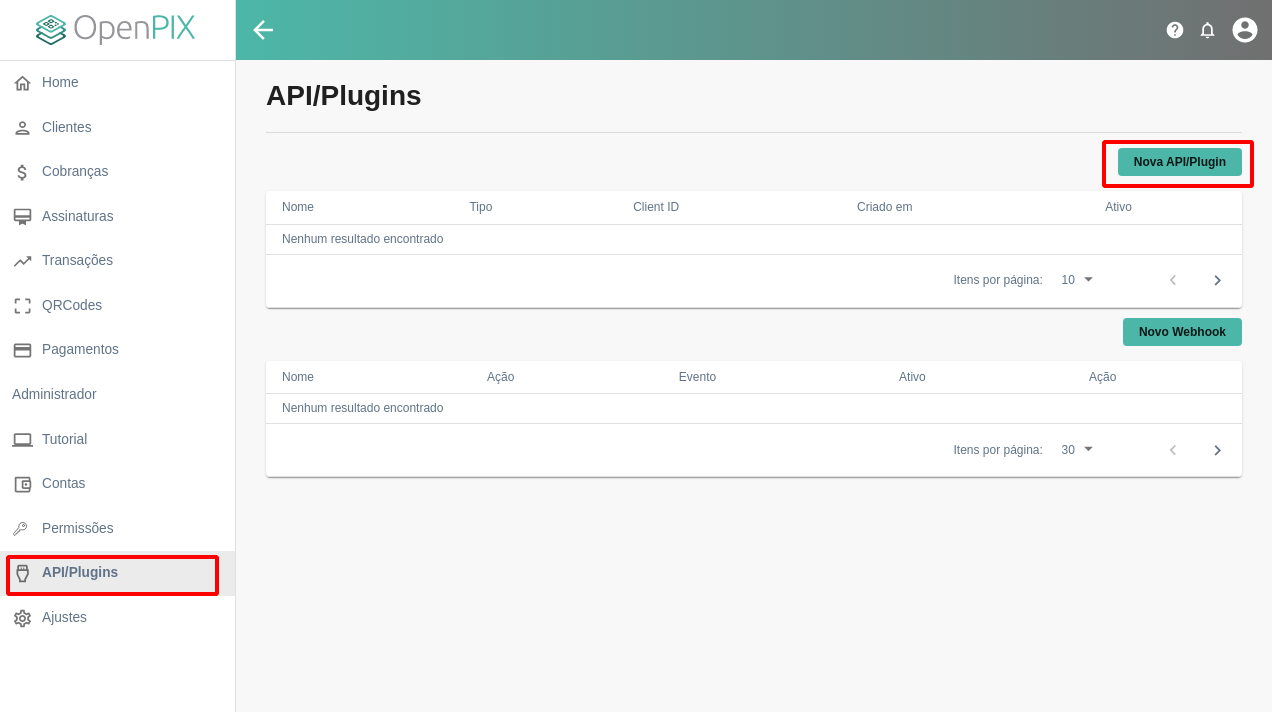 OpenPIX
Home
Clientes
Cobranças
Assinaturas
Transações
QRCodes
Pagamentos
Administrador
Tutorial
Contas
Permissões
API/Plugins
Ajustes
API/Plugins
Nova API/Plugin
Nome Tipo Client ID Criado em Ativo
Nenhum resultado encontrado
Itens por página: 10
Novo Webhook
Nome Ação Evento Ativo Ação
Nenhum resultado encontrado
Itens por página: 30